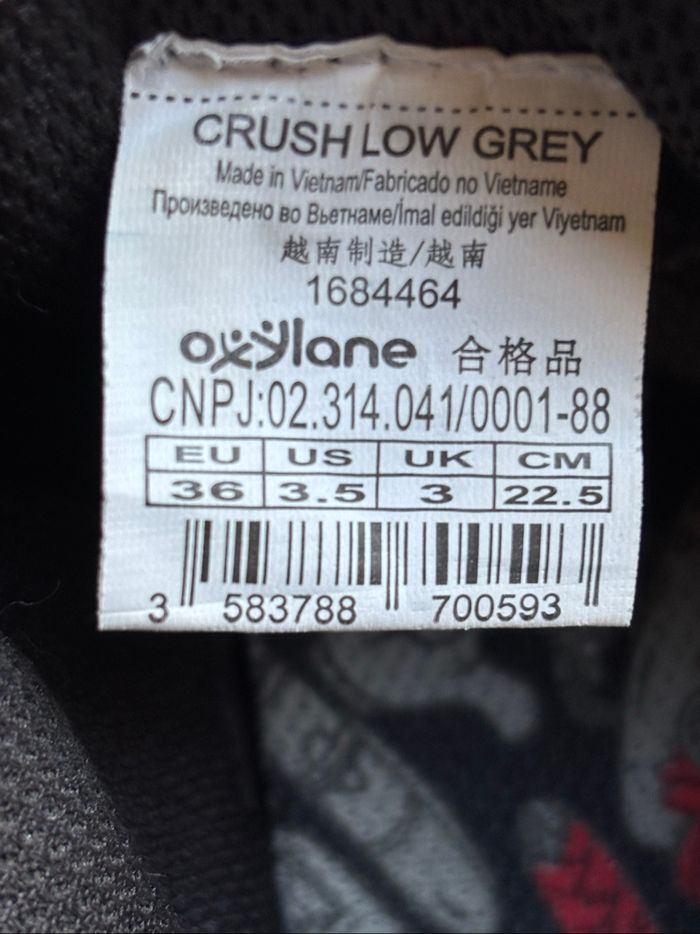 CRUSH LOW GREY
Made in Vietnam/Fabricado no Vietname
Произведено во Вьетнаме/İmal edildiği yer Viyetnam
越南制造/越南
1684464
oxylane 合格品
CNPJ:02.314.041/0001-88
EU US UK CM
36 3.5 3 22.5
3 583788 700593